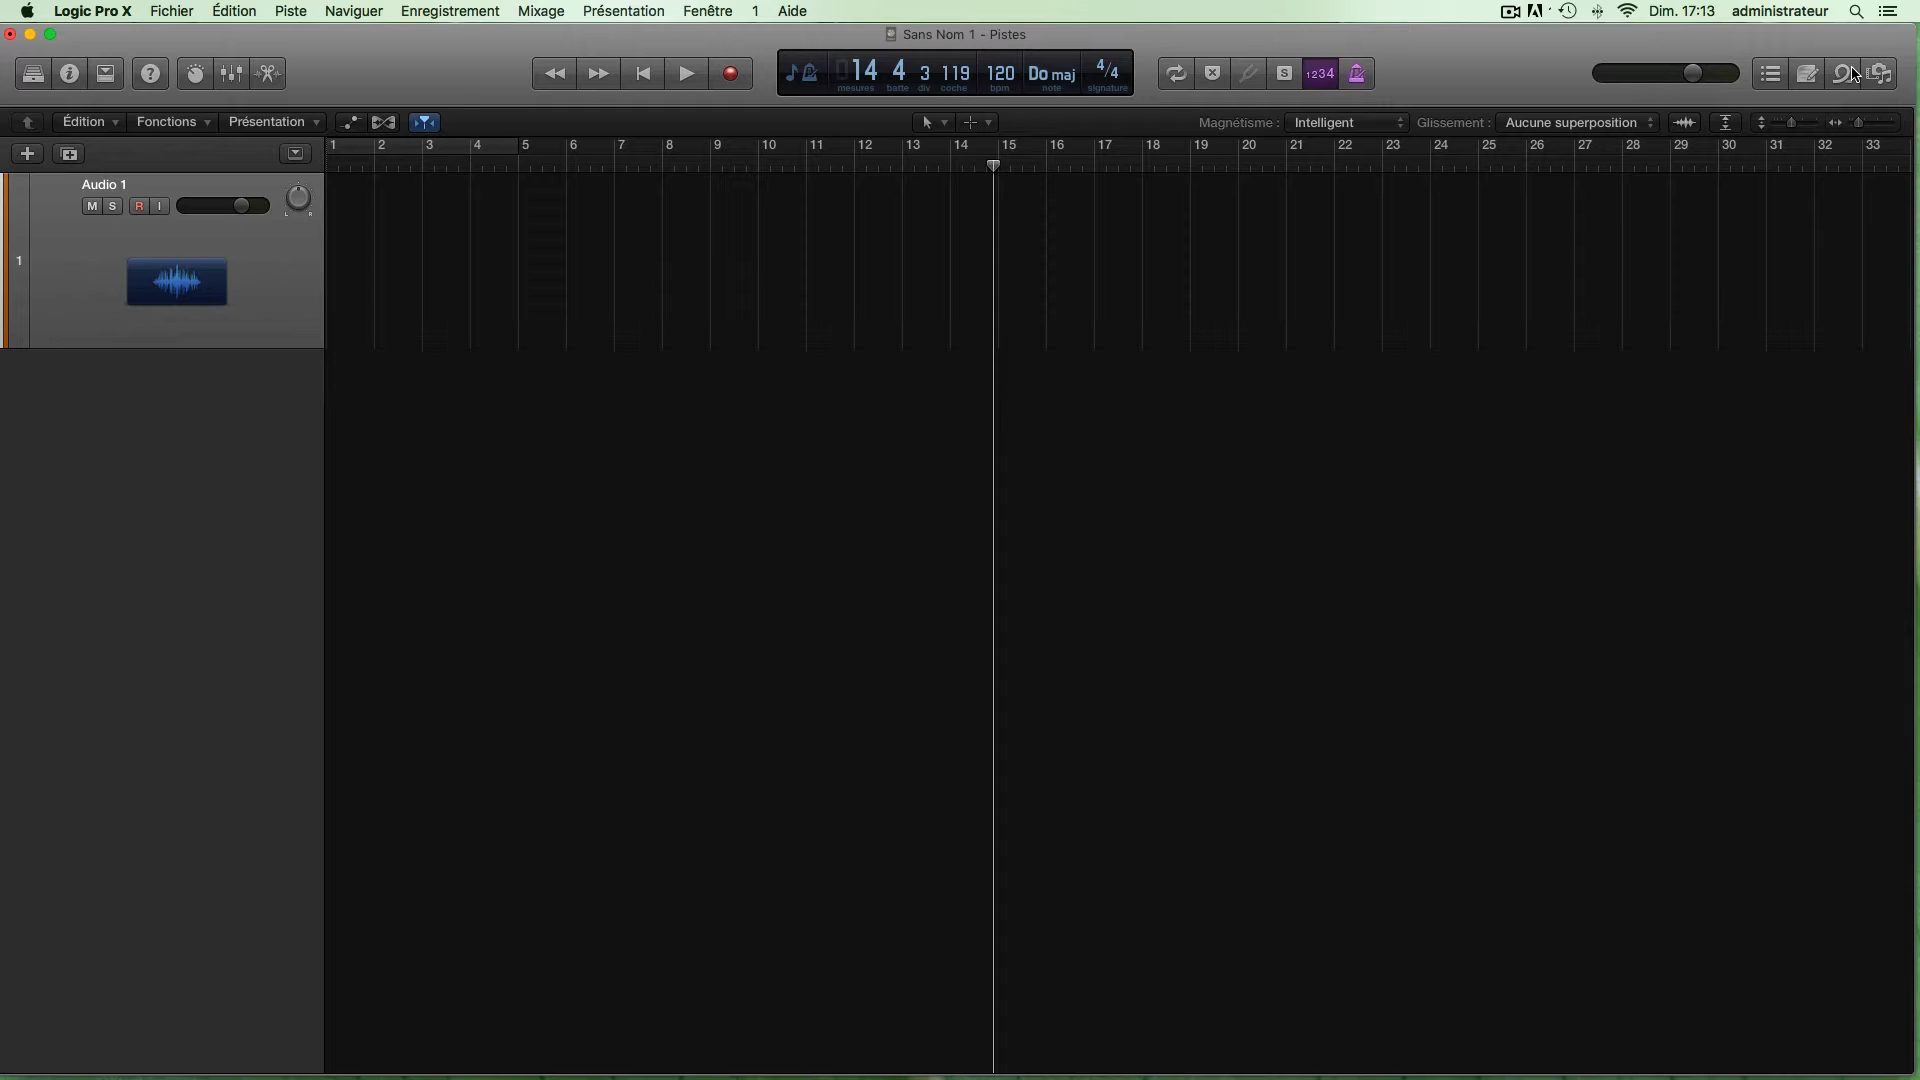 Logic Pro X Fichier Édition Piste Naviguer Enregistrement Mixage Présentation Fenêtre 1 Aide Dim. 17:13 administrateur
Sans Nom 1 - Pistes
14 4 3 119 120 Do maj 4/4 S 1234
mesures batte div coche bpm note signature
Édition Fonctions Présentation Magnétisme : Intelligent Glissement : Aucune superposition
1 2 3 4 5 6 7 8 9 10 11 12 13 14 15 16 17 18 19 20 21 22 23 24 25 26 27 28 29 30 31 32 33
Audio 1
M S R I
L R
1